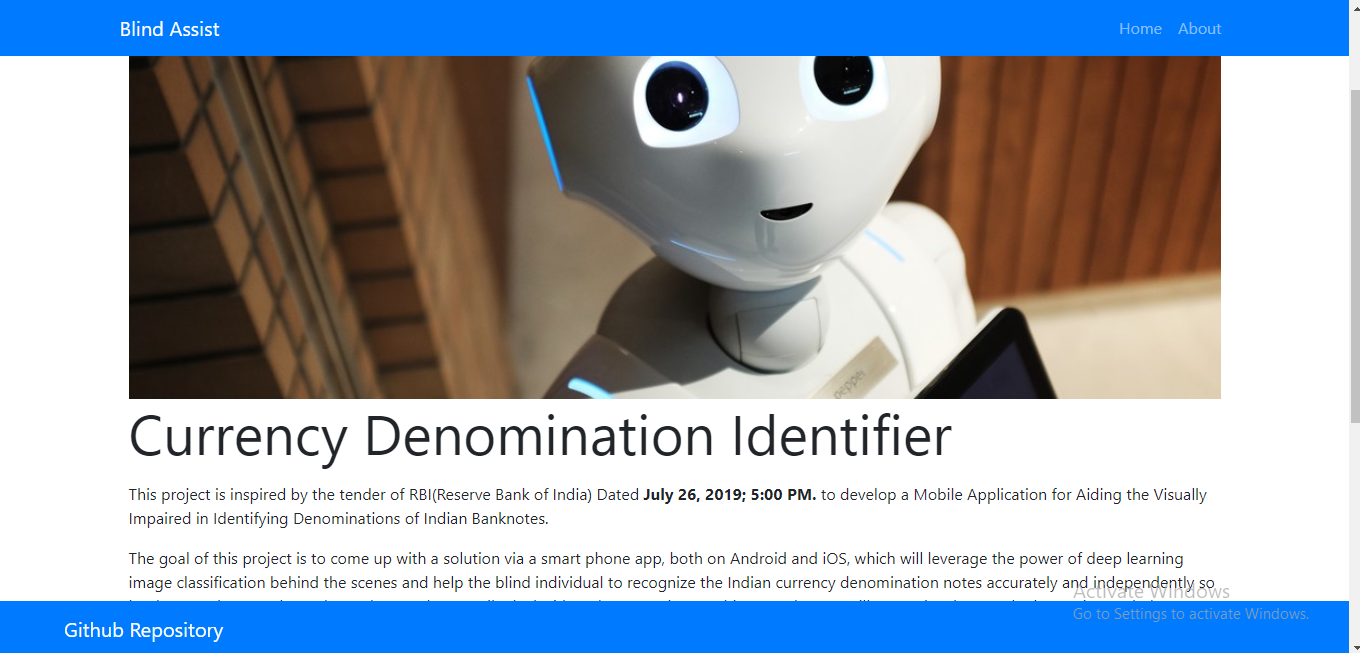 Blind Assist
Home About
pepper
Currency Denomination Identifier
This project is inspired by the tender of RBI(Reserve Bank of India) Dated July 26, 2019; 5:00 PM. to develop a Mobile Application for Aiding the Visually
Impaired in Identifying Denominations of Indian Banknotes.
The goal of this project is to come up with a solution via a smart phone app, both on Android and iOS, which will leverage the power of deep learning
image classification behind the scenes and help the blind individual to recognize the Indian currency denomination notes accurately and independently so
Activate Windows
Go to Settings to activate Windows.
Github Repository